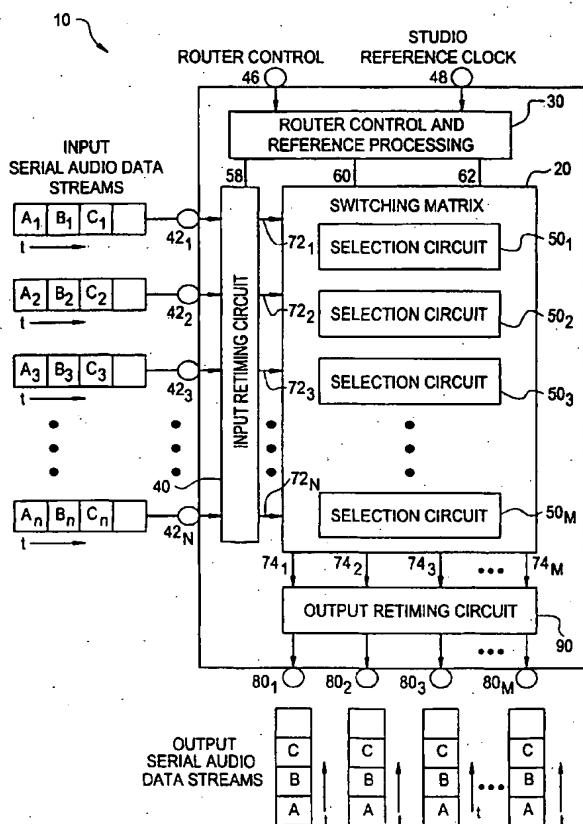 10
ROUTER CONTROL
46
STUDIO
REFERENCE CLOCK
48
30
ROUTER CONTROL AND
REFERENCE PROCESSING
INPUT
SERIAL AUDIO DATA
STREAMS
58
60
62
20
SWITCHING MATRIX
A1 B1 C1
t
421
721
SELECTION CIRCUIT
501
A2 B2 C2
t
422
722
SELECTION CIRCUIT
502
A3 B3 C3
t
423
723
SELECTION CIRCUIT
503
INPUT RETIMING CIRCUIT
40
An Bn Cn
t
42N
72N
SELECTION CIRCUIT
50M
741 742 743 74M
OUTPUT RETIMING CIRCUIT
90
801 802 803 80M
OUTPUT
SERIAL AUDIO
DATA STREAMS
C C C C
B B B B
A A A A
t t t t